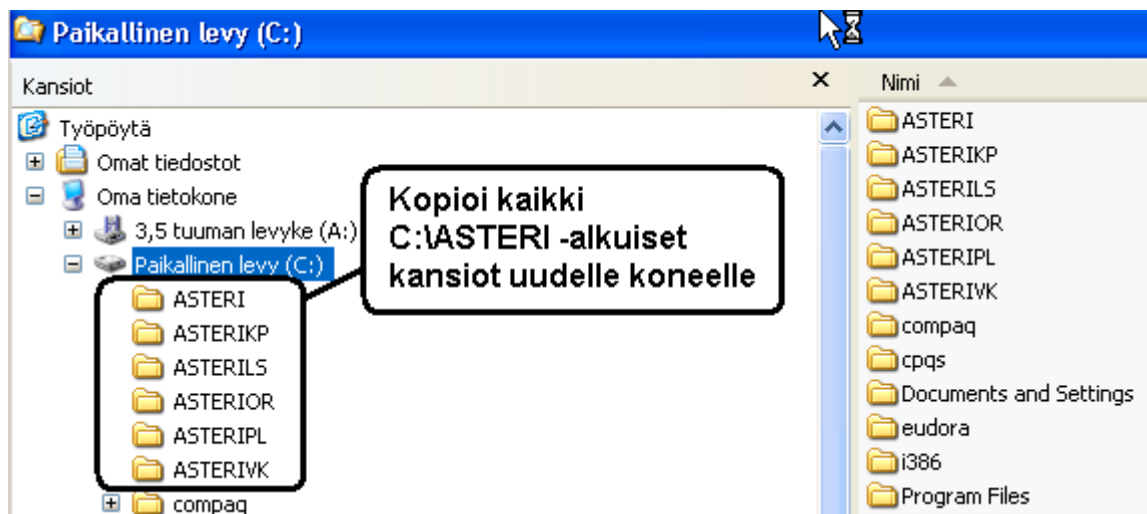 Paikallinen levy (C:)
Kansiot
Työpöytä
Omat tiedostot
Oma tietokone
3,5 tuuman levyke (A:)
Paikallinen levy (C:)
ASTERI
ASTERIKP
ASTERILS
ASTERIOR
ASTERIPL
ASTERIVK
compaq
Kopioi kaikki
C:\ASTERI -alkuiset
kansiot uudelle koneelle
Nimi
ASTERI
ASTERIKP
ASTERILS
ASTERIOR
ASTERIPL
ASTERIVK
compaq
cpqs
Documents and Settings
eudora
i386
Program Files